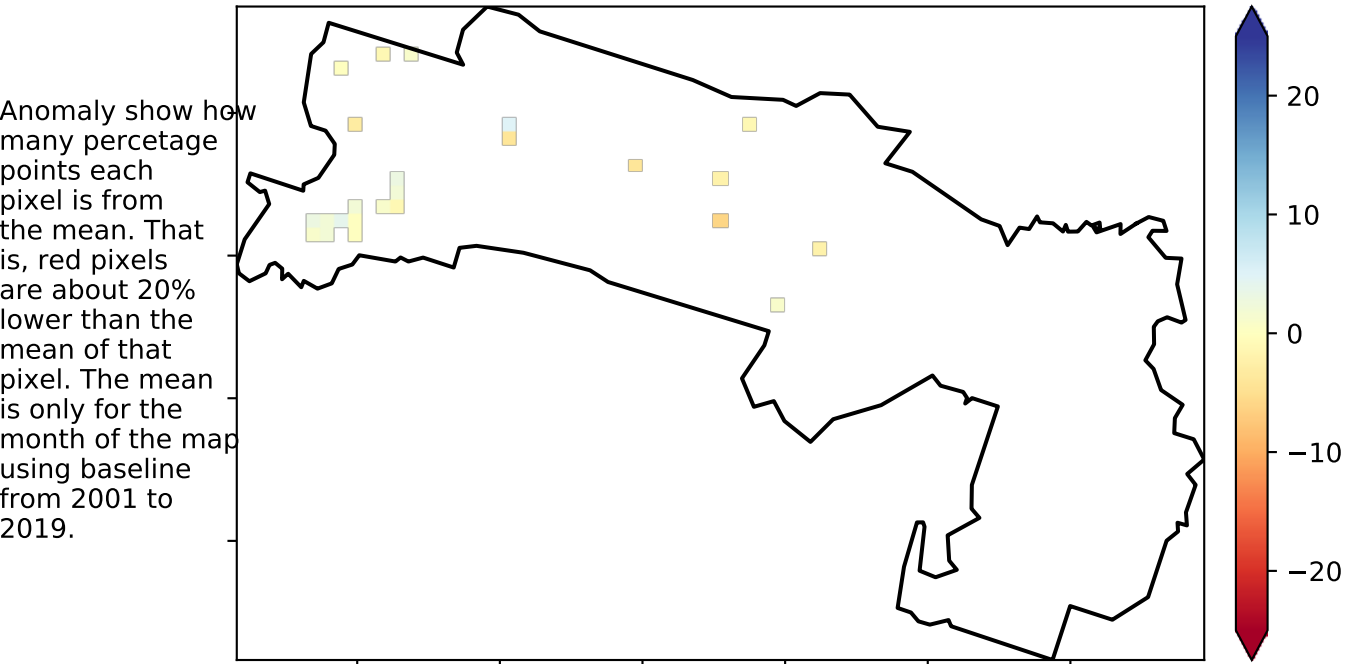 Anomaly show how
many percetage
points each
pixel is from
the mean. That
is, red pixels
are about 20%
lower than the
mean of that
pixel. The mean
is only for the
month of the map
using baseline
from 2001 to
2019.
20
10
0
−10
−20